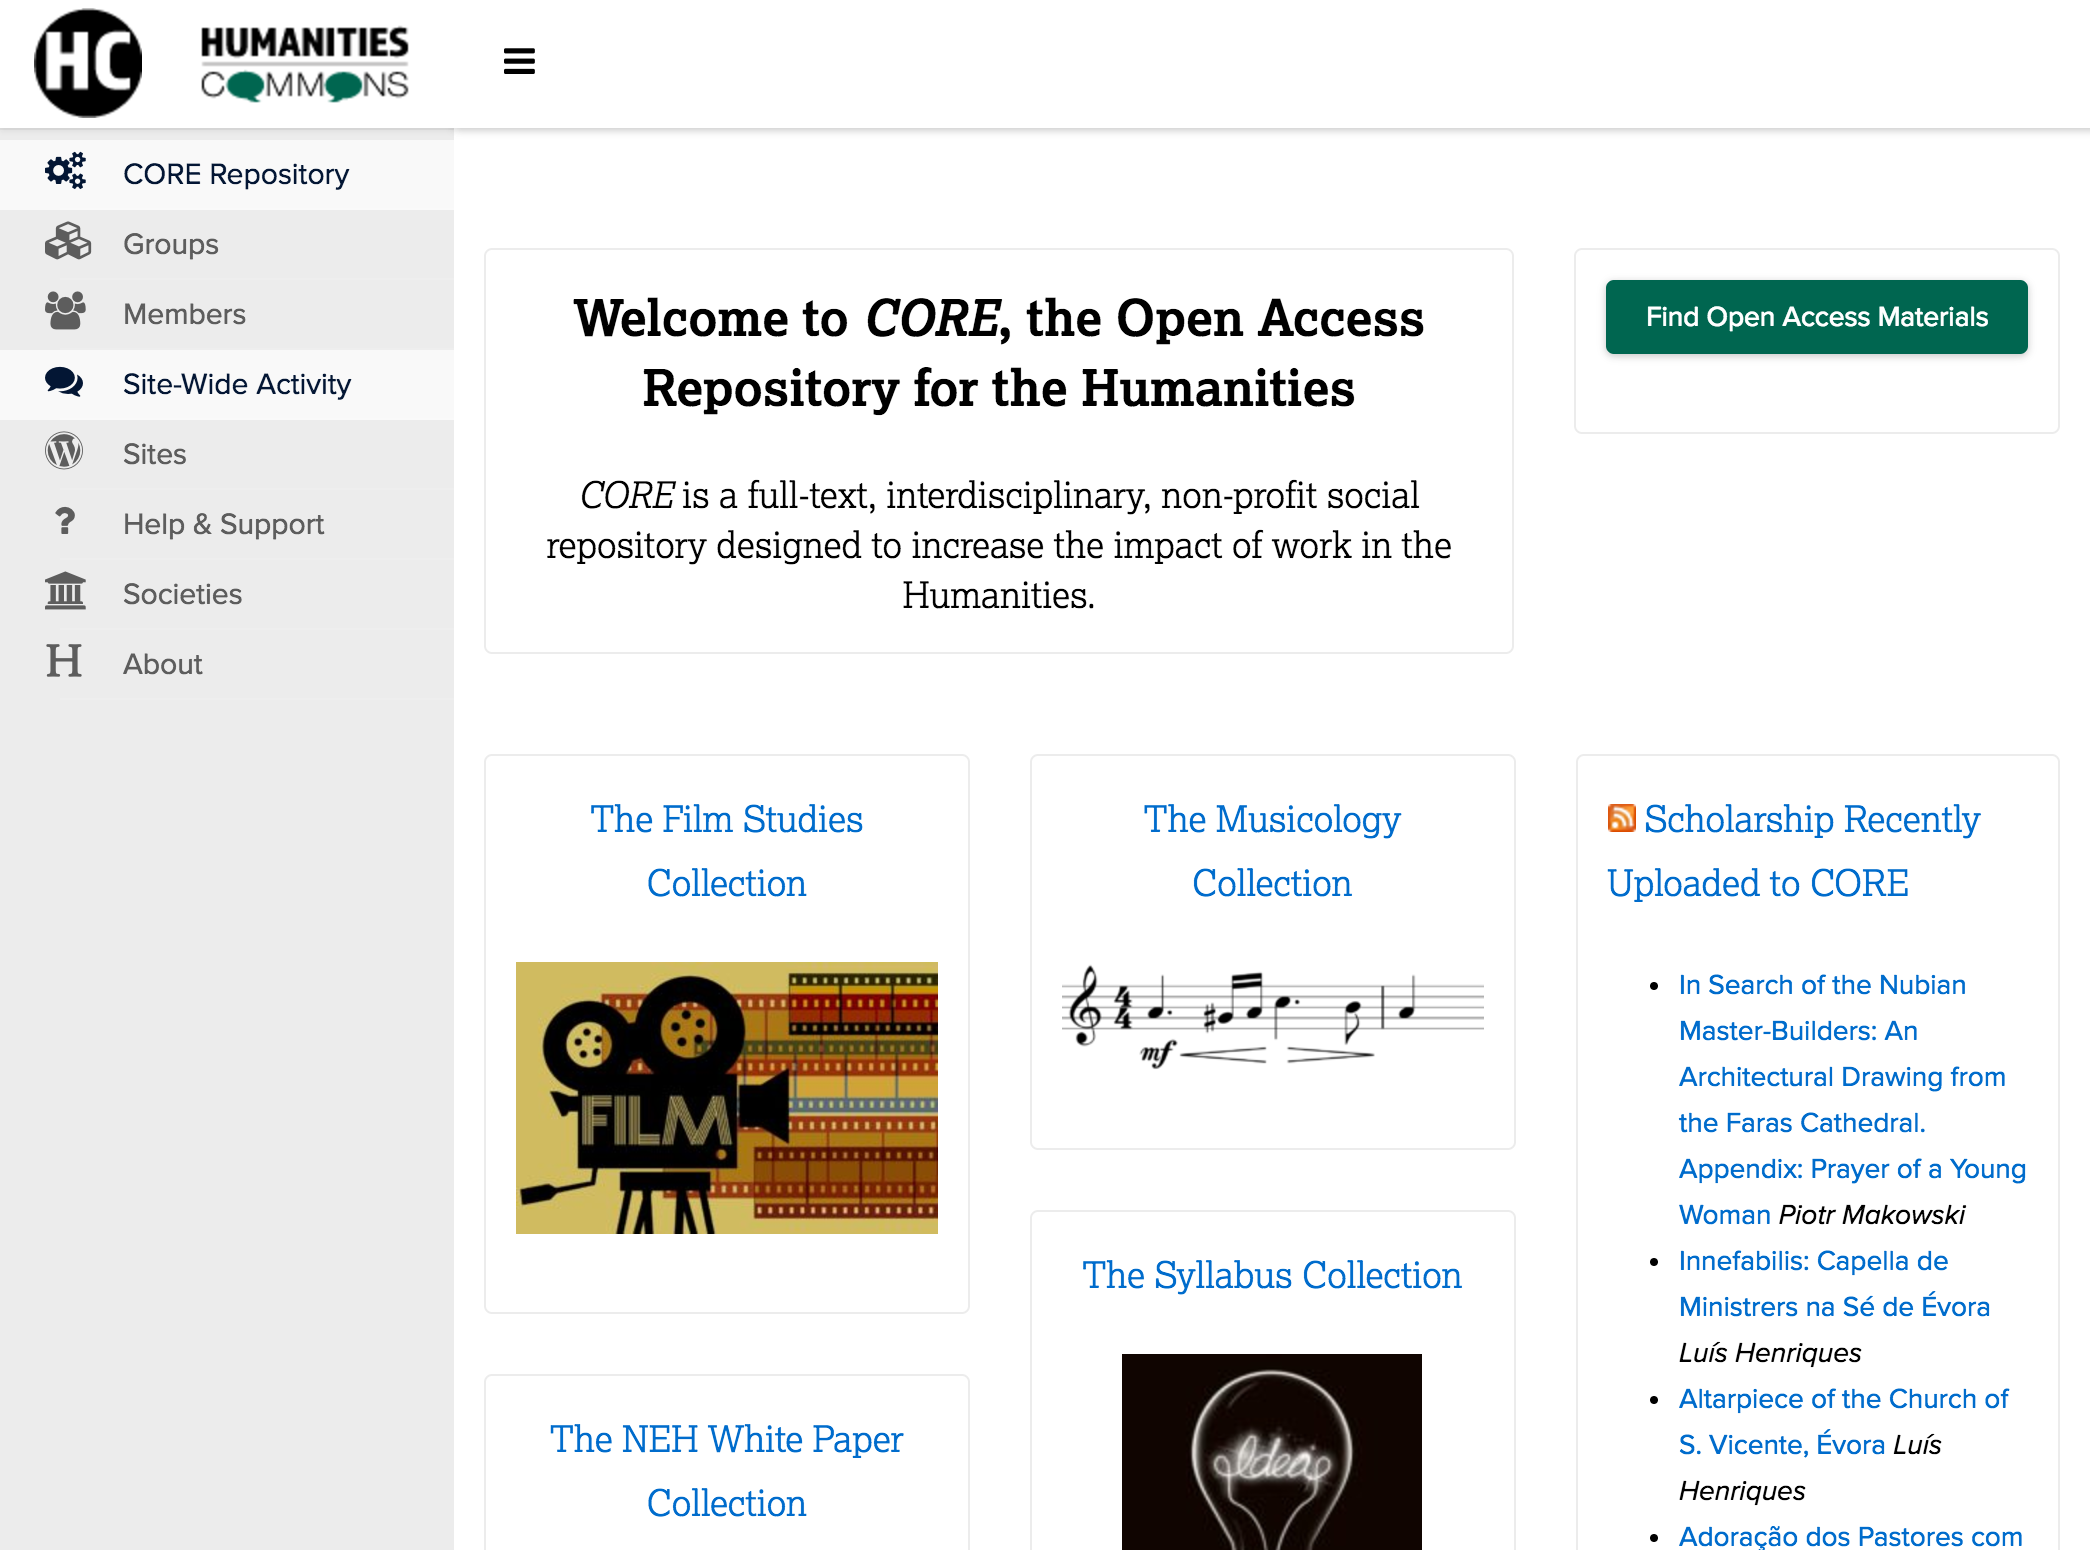 HC
HUMANITIES
COMMONS
CORE Repository
Groups
Members
Site-Wide Activity
Sites
Help & Support
Societies
About
Welcome to CORE, the Open Access
Repository for the Humanities
CORE is a full-text, interdisciplinary, non-profit social
repository designed to increase the impact of work in the
Humanities.
Find Open Access Materials
The Film Studies
Collection
FILM
The NEH White Paper
Collection
The Musicology
Collection
4
4
mf
The Syllabus Collection
Idea
Scholarship Recently
Uploaded to CORE
In Search of the Nubian
Master-Builders: An
Architectural Drawing from
the Faras Cathedral.
Appendix: Prayer of a Young
Woman Piotr Makowski
Innefabilis: Capella de
Ministrers na Sé de Évora
Luís Henriques
Altarpiece of the Church of
S. Vicente, Évora Luís
Henriques
Adoração dos Pastores com